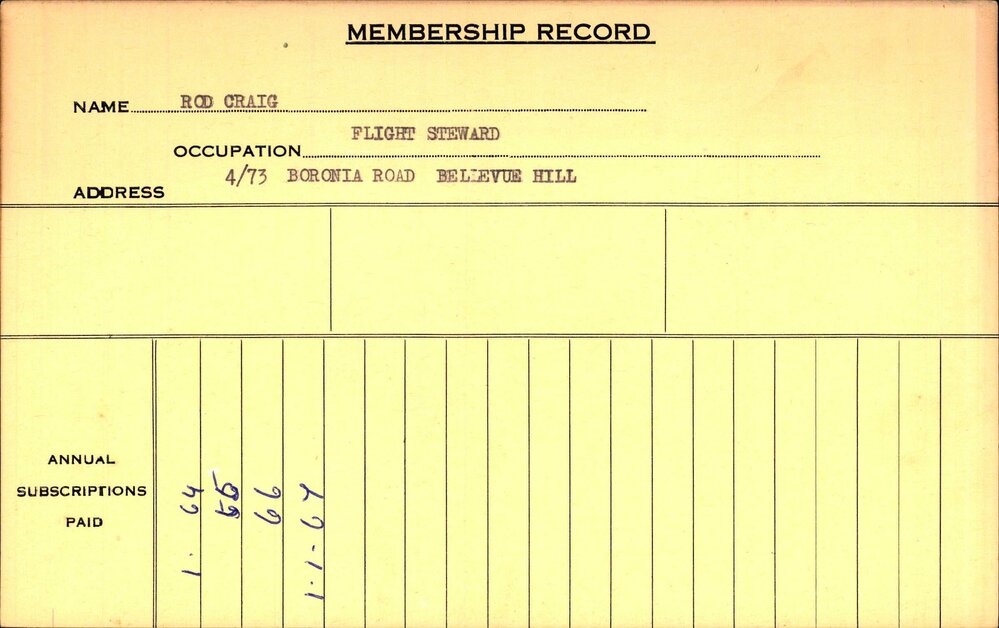 MEMBERSHIP RECORD
NAME ROD CRAIG
OCCUPATION FLIGHT STEWARD
ADDRESS 4/73 BORONIA ROAD BELLEVUE HILL
ANNUAL
SUBSCRIPTIONS
PAID
1. 64
65
66
1-1-67